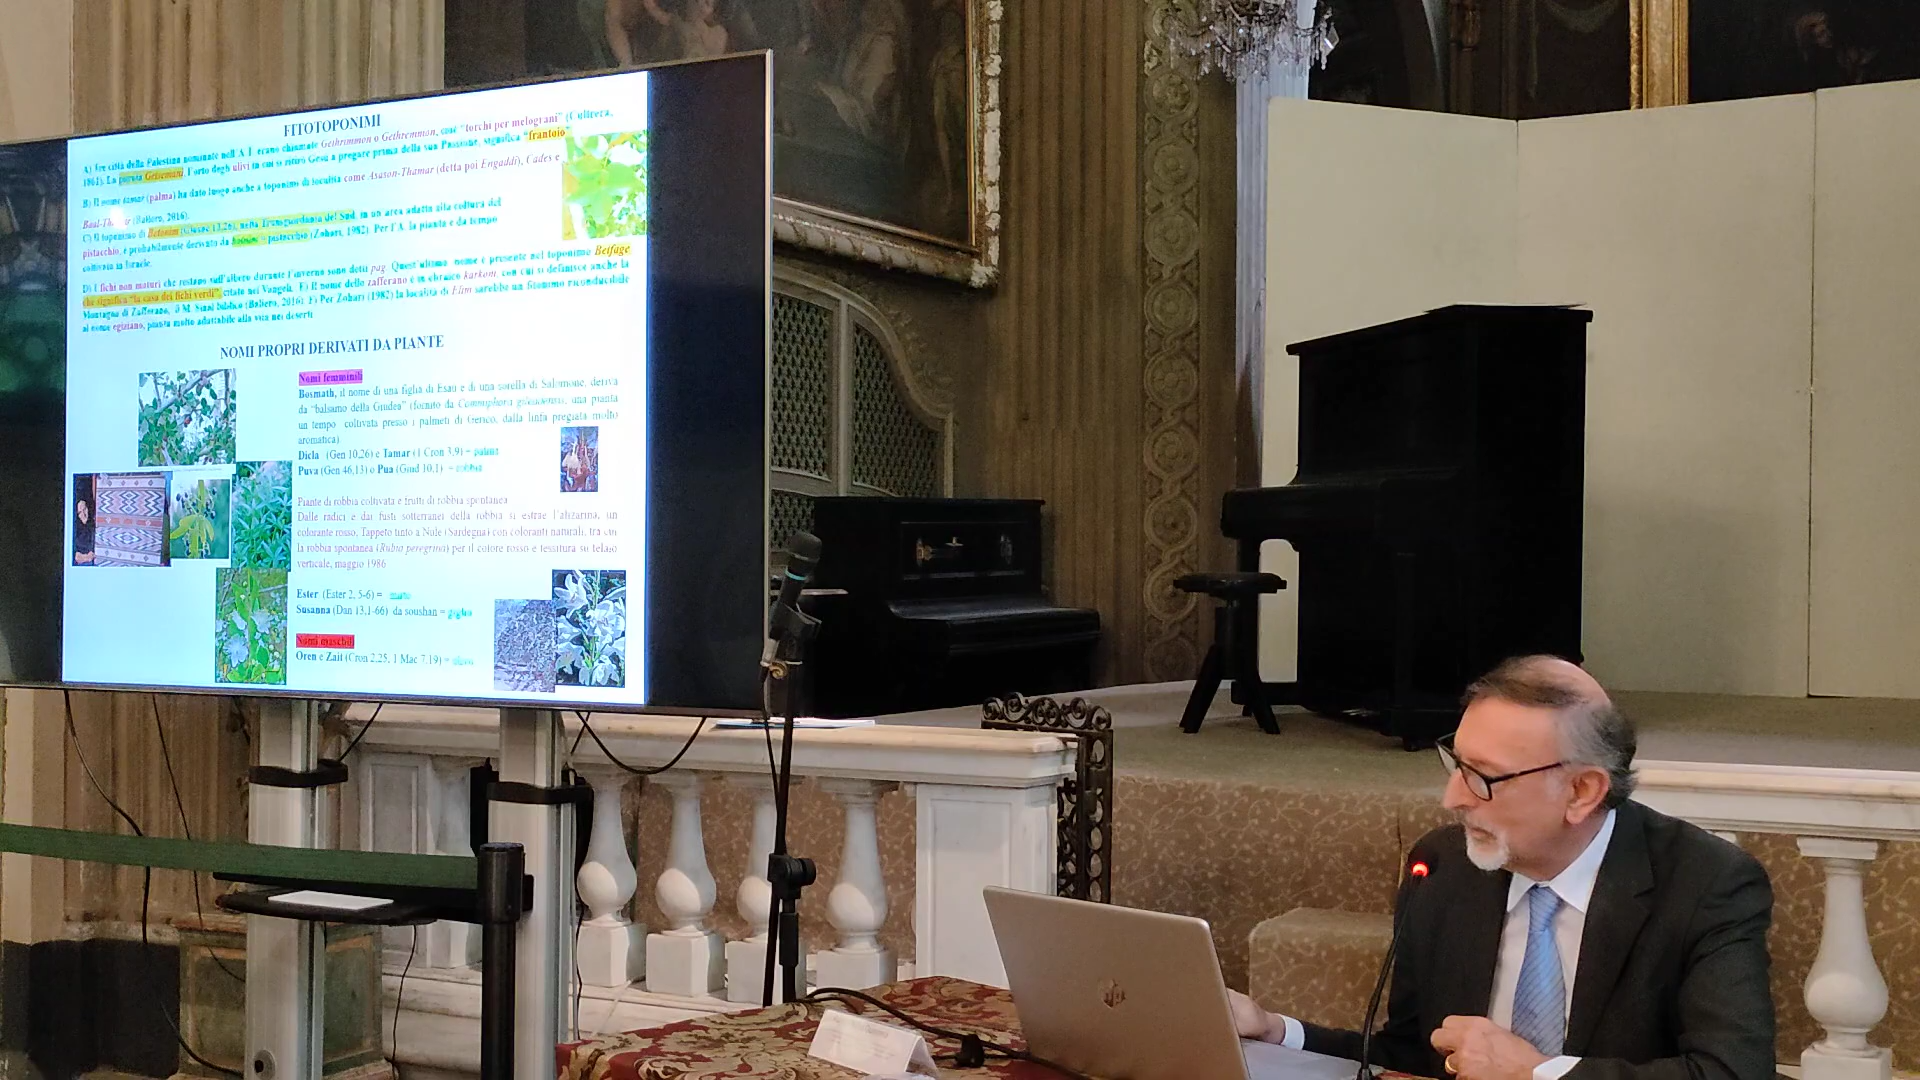 FITOTOPONIMI
A) Tre città della Palestina nominate nell'A.T. erano chiamate Gethrimmon o Gethremmon, cioè "torchi per melograni" (Cultrera,
1861). La parola Getsemani, l'orto degli ulivi in cui si ritirò Gesù a pregare prima della sua Passione, significa "frantoio"
B) Il nome tamar (palma) ha dato luogo anche a toponimi di località come Asason-Thamar (detta poi Engaddi), Cades e
Baal-Thamar (Baliero, 2016).
C) Il toponimo di Betonim (Giosuè 13,26), nella Transgiordania del Sud, in un area adatta alla coltura del
pistacchio, è probabilmente derivato da = pistacchio (Zohari, 1982). Per l'A. la pianta è da tempo
coltivata in Israele.
D) I fichi non maturi che restano sull'albero durante l'inverno sono detti pag. Quest'ultimo nome è presente nel toponimo Betfage
che significa "la casa dei fichi verdi", citato nei Vangeli. E) Il nome dello zafferano è in ebraico karkom, con cui si definisce anche la
Montagna di Zafferano, il M. Sinai biblico (Baliero, 2016). F) Per Zohari (1982) la località di Elim sarebbe un fitonimo riconducibile
al nome egiziano, pianta molto adattabile alla vita nei deserti
NOMI PROPRI DERIVATI DA PIANTE
Nomi femminili
Bosmath, il nome di una figlia di Esaù e di una sorella di Salomone, deriva
da "balsamo della Giudea" (fornito da Commiphora gileadensis, una pianta
un tempo coltivata presso i palmeti di Gerico, dalla linfa pregiata molto
aromatica)
Dicla (Gen 10,26) e Tamar (1 Cron 3,9) = palma
Puva (Gen 46,13) o Pua (Giud 10,1) = robbia
Piante di robbia coltivata e frutti di robbia spontanea
Dalle radici e dai fusti sotterranei della robbia si estrae l'alizarina, un
colorante rosso. Tappeto tinto a Nule (Sardegna) con coloranti naturali, tra cui
la robbia spontanea (Rubia peregrina) per il colore rosso e tessitura su telaio
verticale, maggio 1986
Ester (Ester 2, 5-6) = mirto
Susanna (Dan 13,1-66) da soushan = giglio
Nomi maschili
Oren e Zait (Cron 2,25, 1 Mac 7,19) = olivo
hp